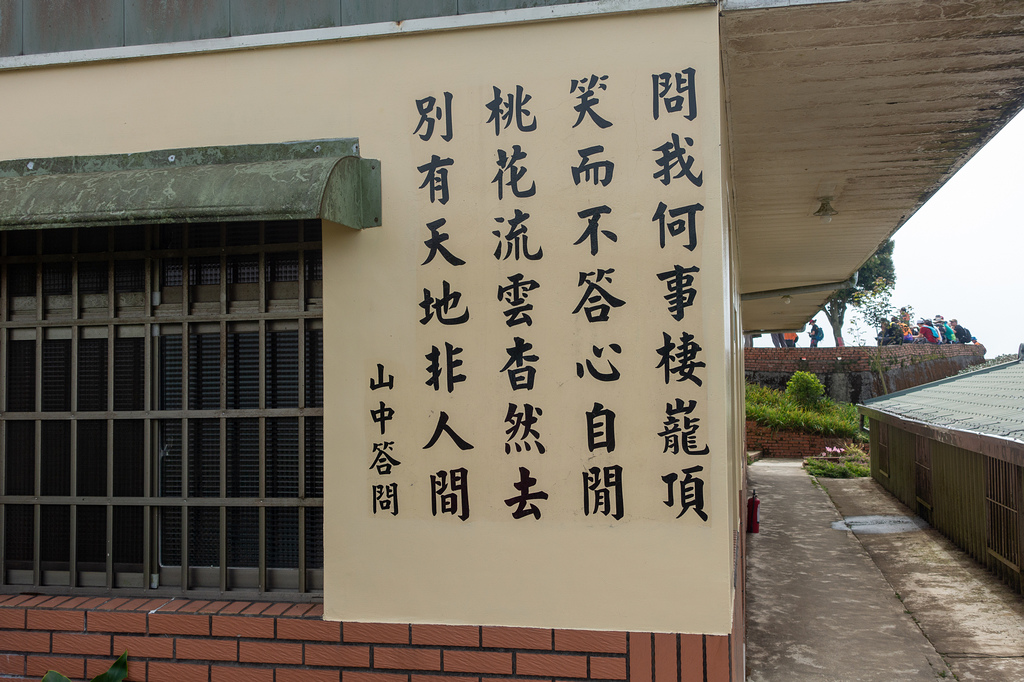 問我何事棲巃頂
笑而不答心自閒
桃花流雲杳然去
別有天地非人間
山中答問